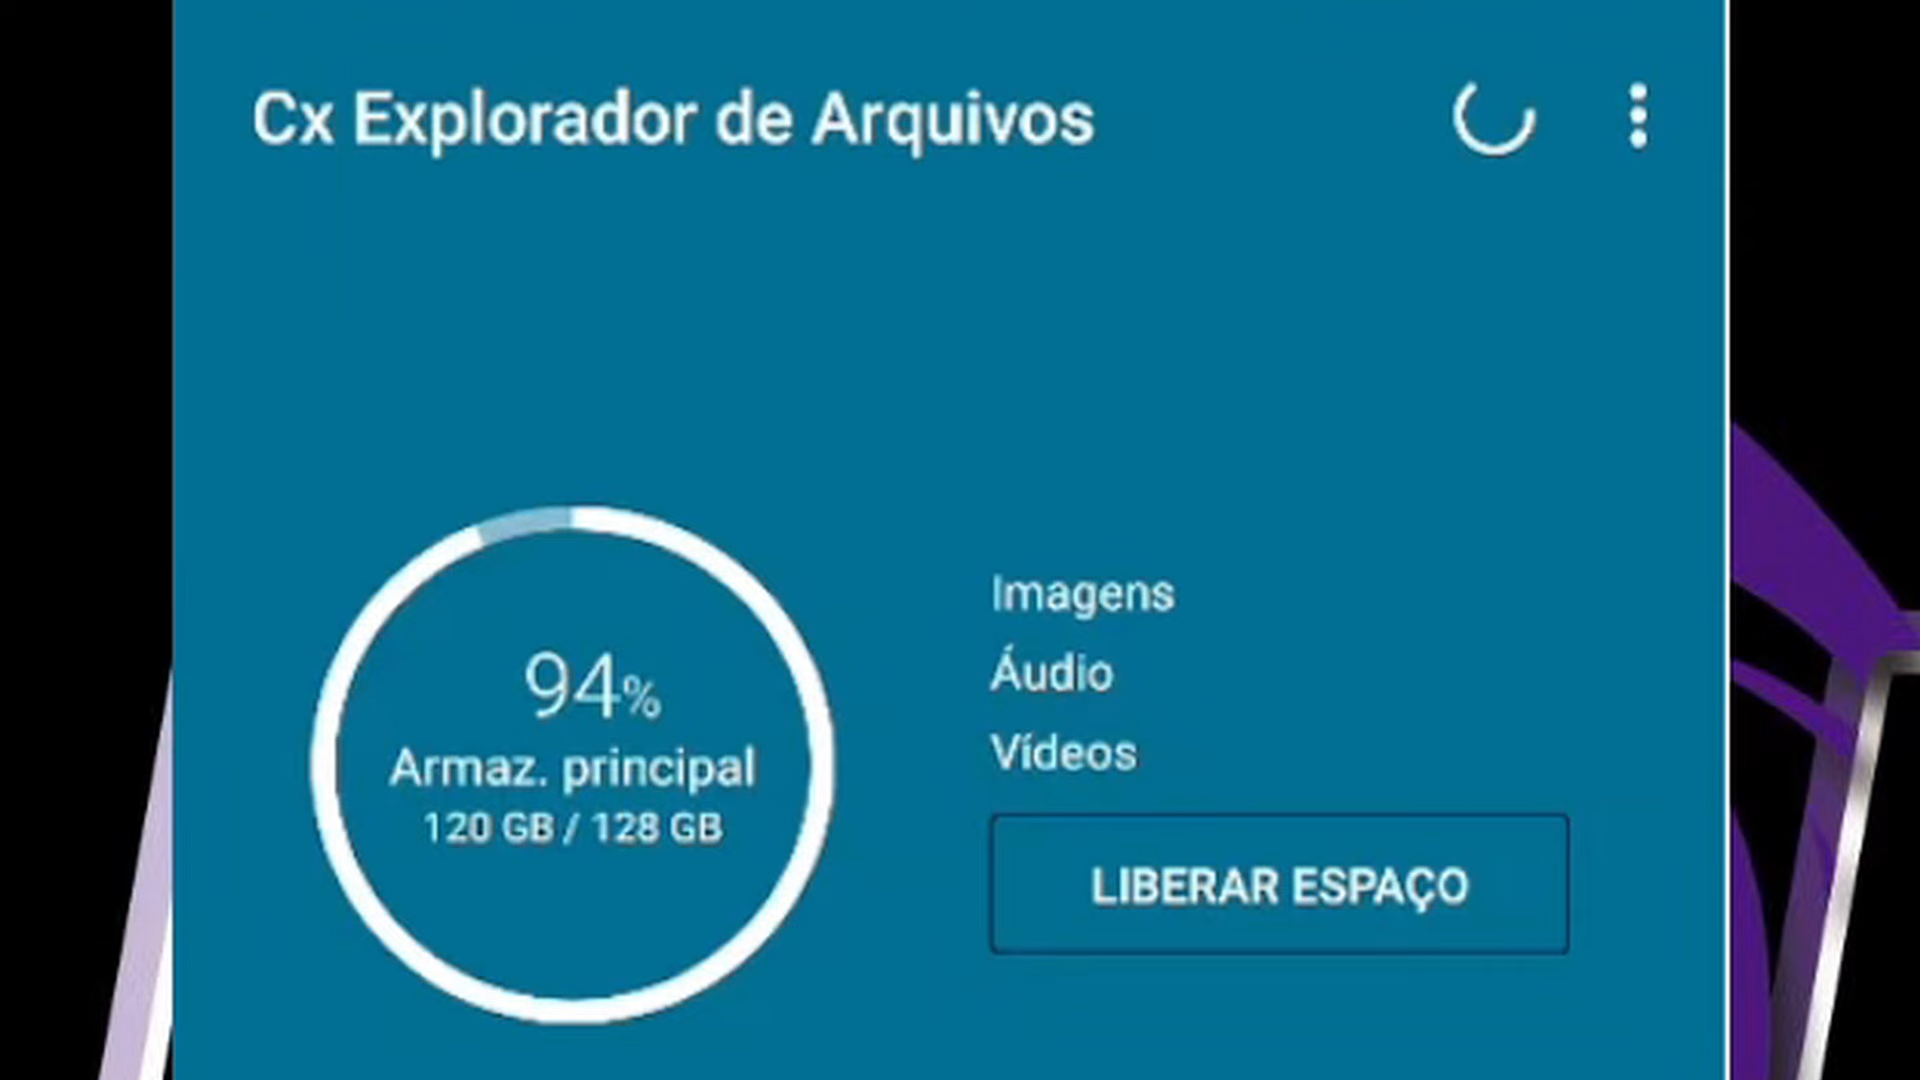 Cx Explorador de Arquivos
94%
Armaz. principal
120 GB / 128 GB
Imagens
Áudio
Vídeos
LIBERAR ESPAÇO